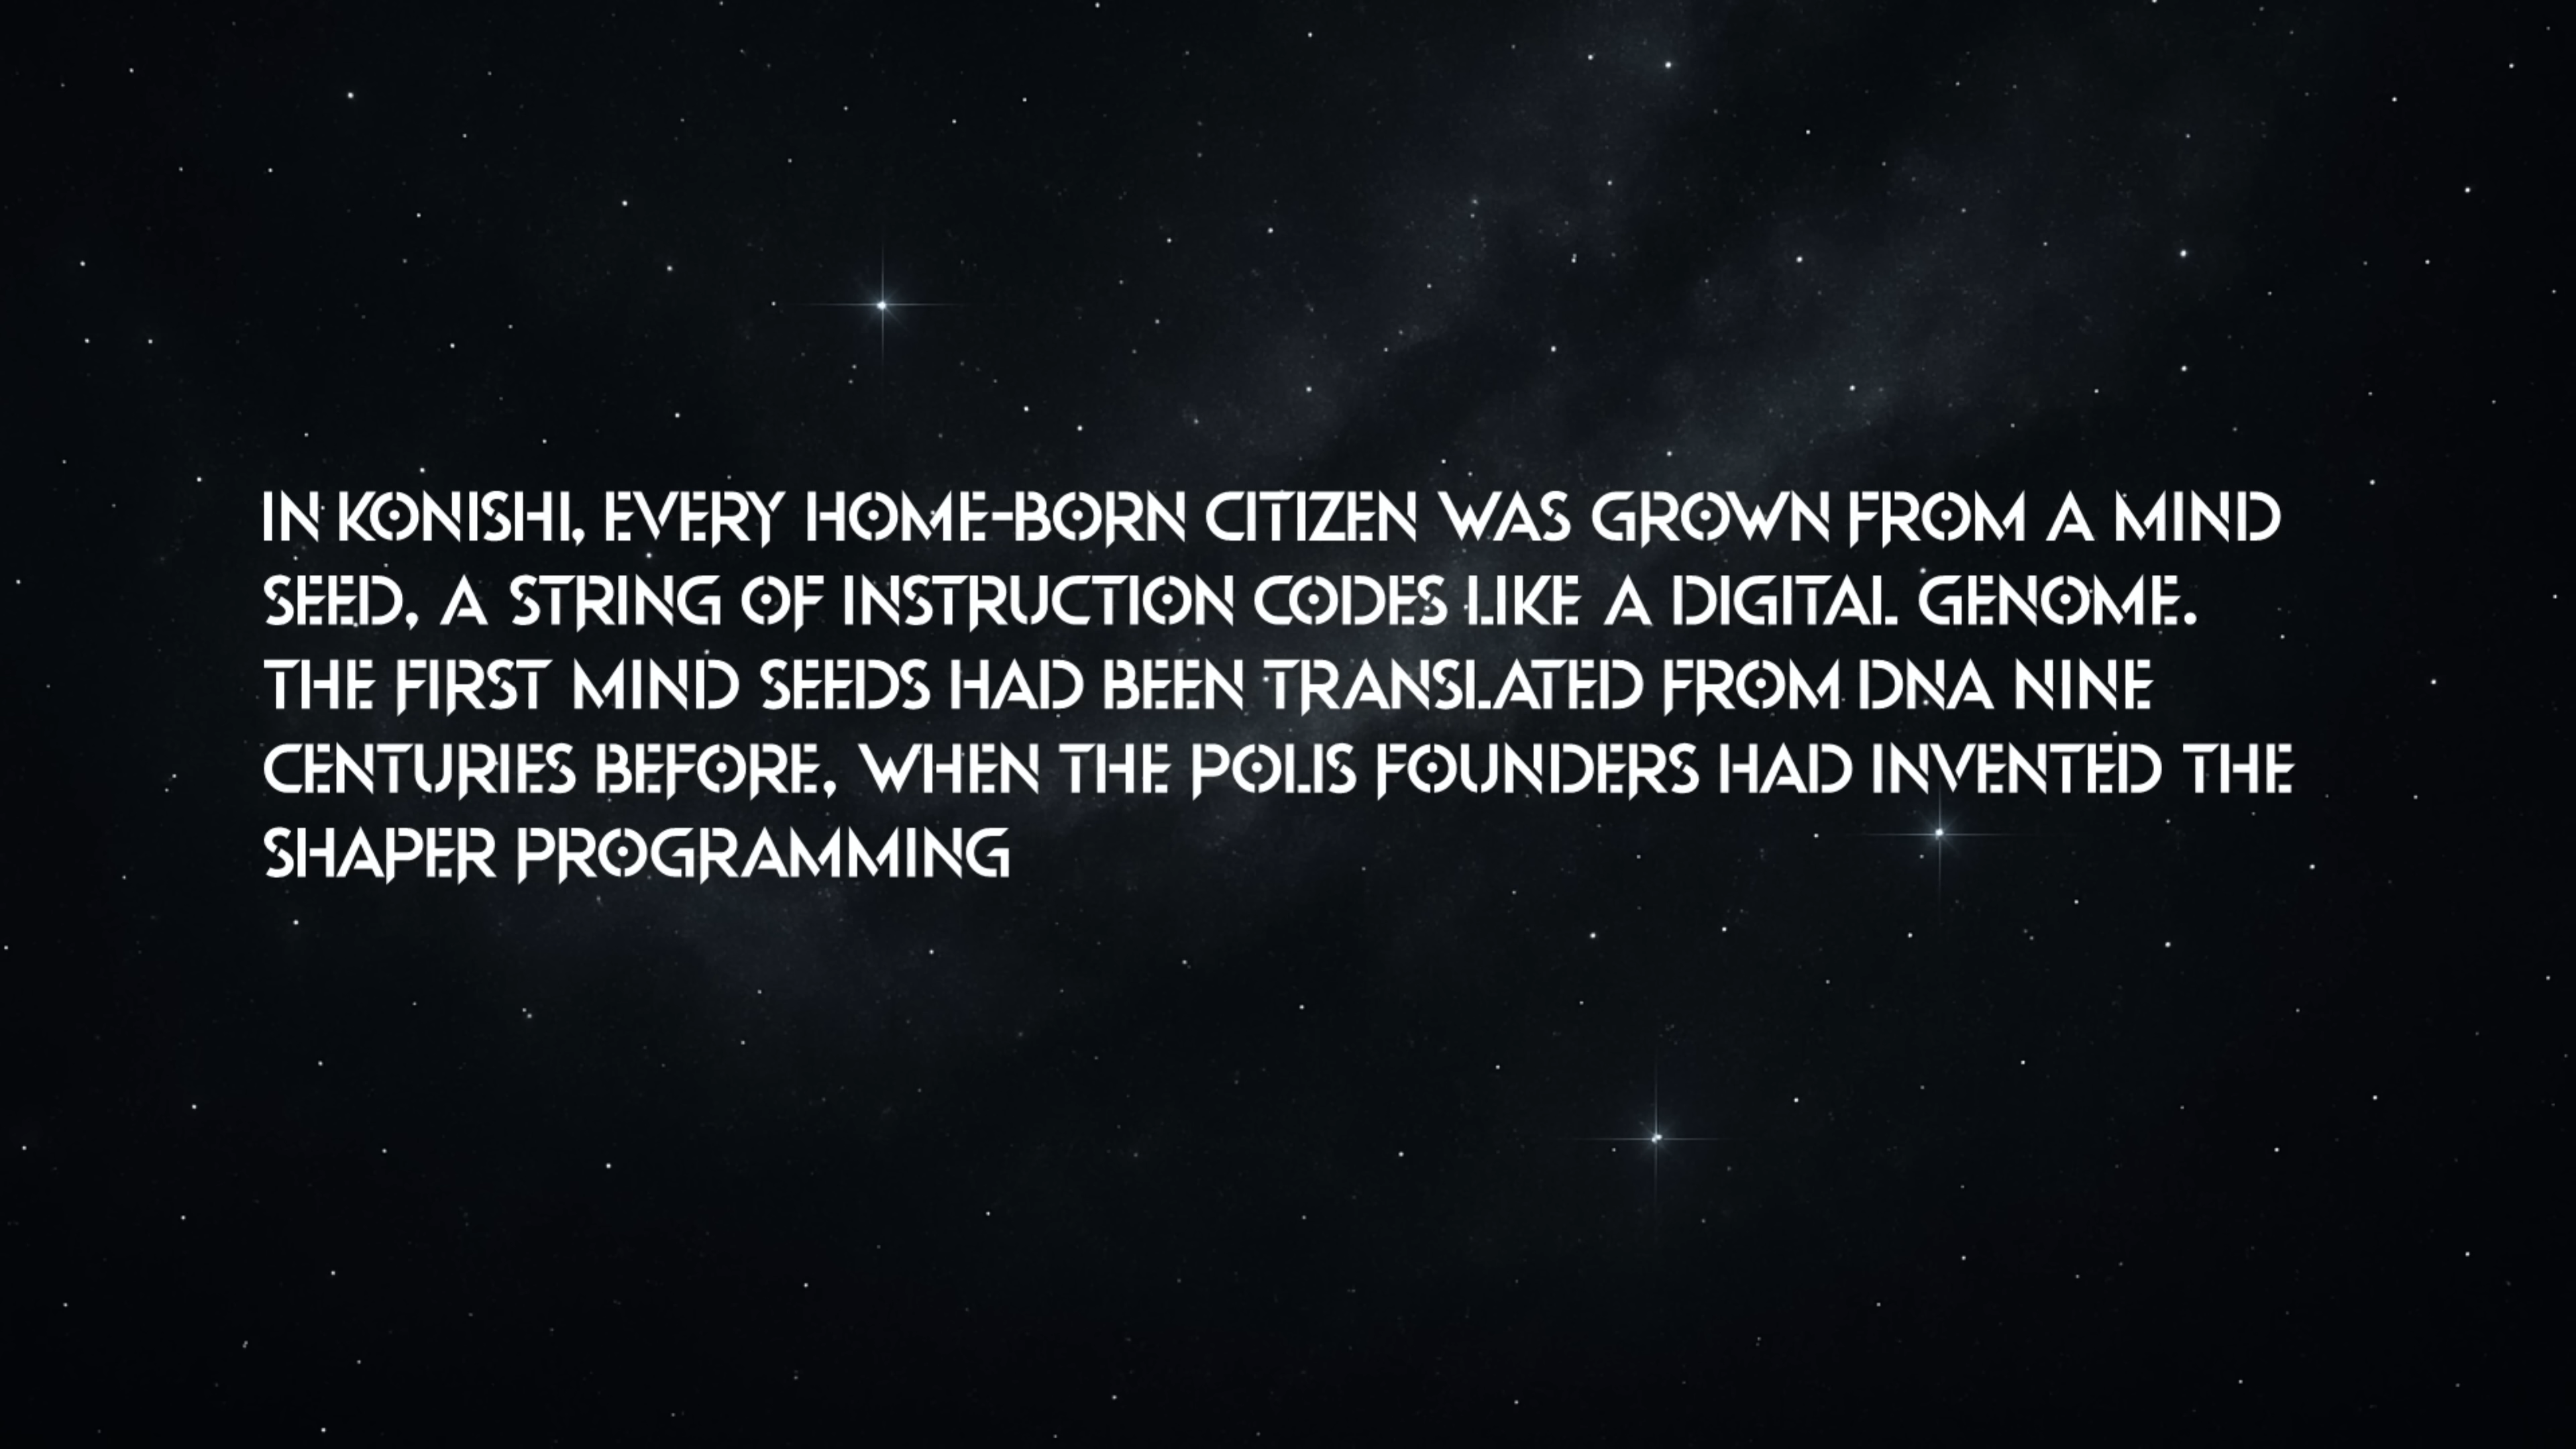 IN KONISHI, EVERY HOME-BORN CITIZEN WAS GROWN FROM A MIND
SEED, A STRING OF INSTRUCTION CODES LIKE A DIGITAL GENOME.
THE FIRST MIND SEEDS HAD BEEN TRANSLATED FROM DNA NINE
CENTURIES BEFORE, WHEN THE POLIS FOUNDERS HAD INVENTED THE
SHAPER PROGRAMMING